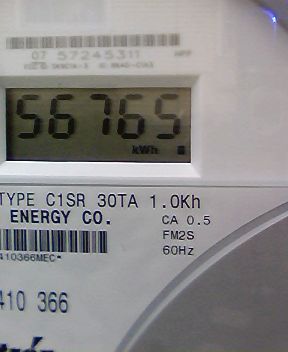 07 57245311
56765
kWh
TYPE C1SR 30TA 1.0Kh
ENERGY CO.
CA 0.5
FM2S
60Hz
410366MEC*
410 366